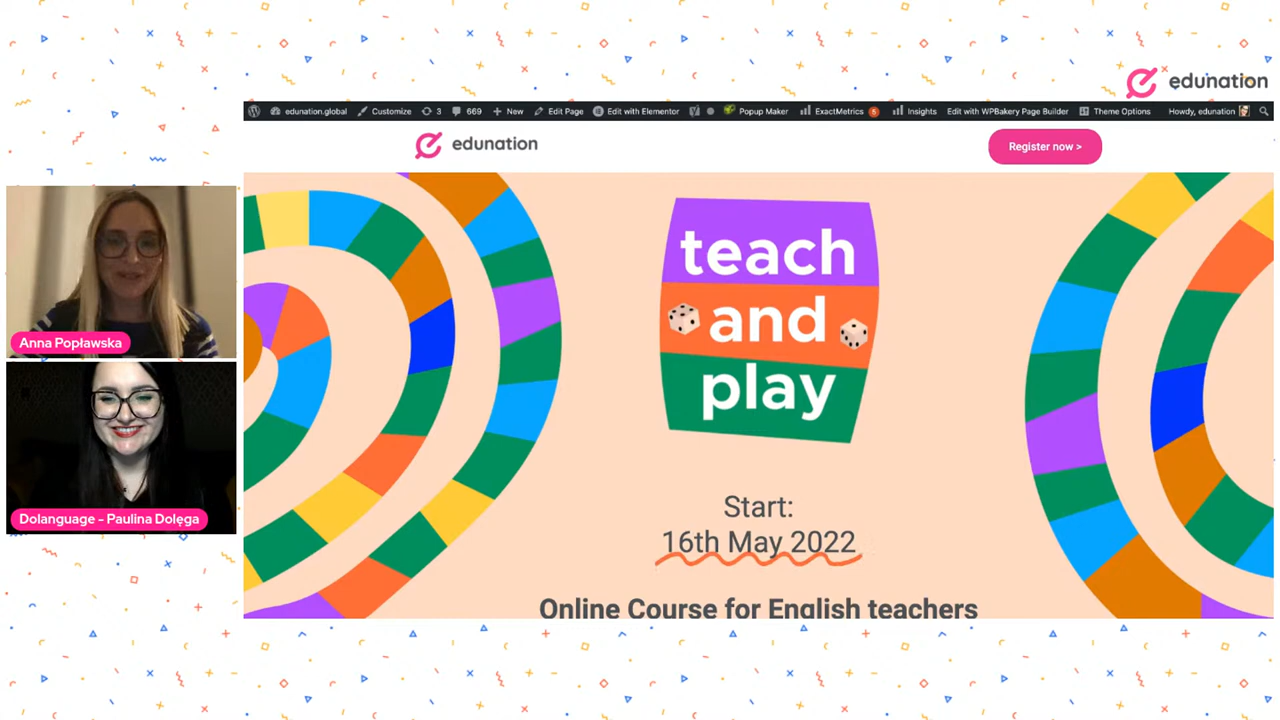 edunation
edunation.global Customize 3 669 New Edit Page Edit with Elementor Popup Maker ExactMetrics 5 Insights Edit with WPBakery Page Builder Theme Options Howdy, edunation
edunation
Register now >
teach
and
play
Anna Popławska
Dolanguage - Paulina Dolęga
Start:
16th May 2022
Online Course for English teachers